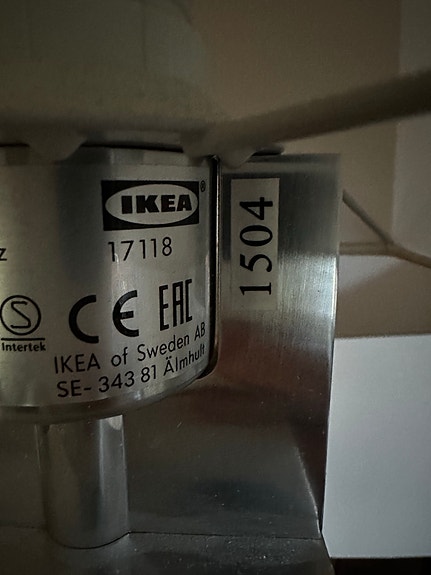 IKEA®
17118
z
CE EAC
S
Intertek
IKEA of Sweden AB
SE- 343 81 Älmhult
1504